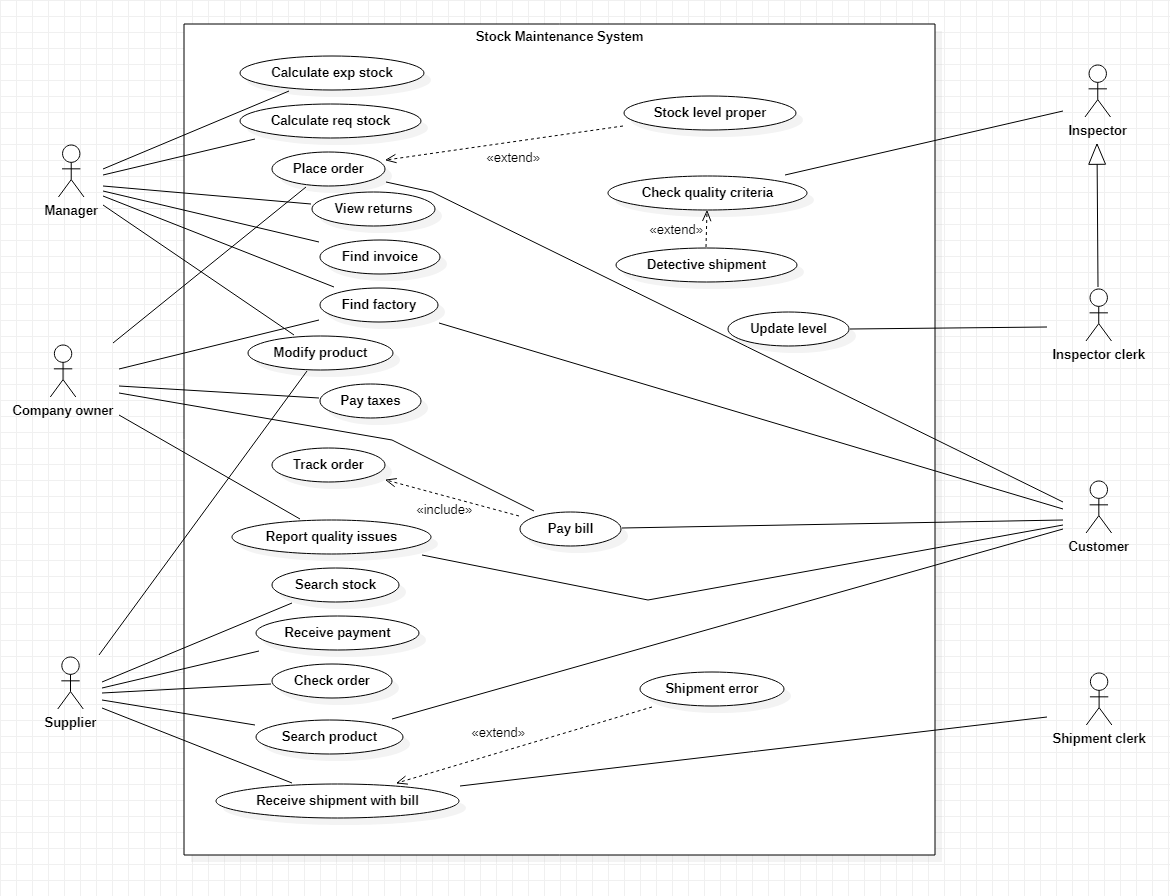 Stock Maintenance System
Calculate exp stock
Calculate req stock
Stock level proper
Inspector
«extend»
Place order
Check quality criteria
Manager
View returns
«extend»
Find invoice
Detective shipment
Find factory
Update level
Modify product
Inspector clerk
Pay taxes
Company owner
Track order
«include»
Pay bill
Report quality issues
Customer
Search stock
Receive payment
Check order
Shipment error
Supplier
Search product
«extend»
Shipment clerk
Receive shipment with bill